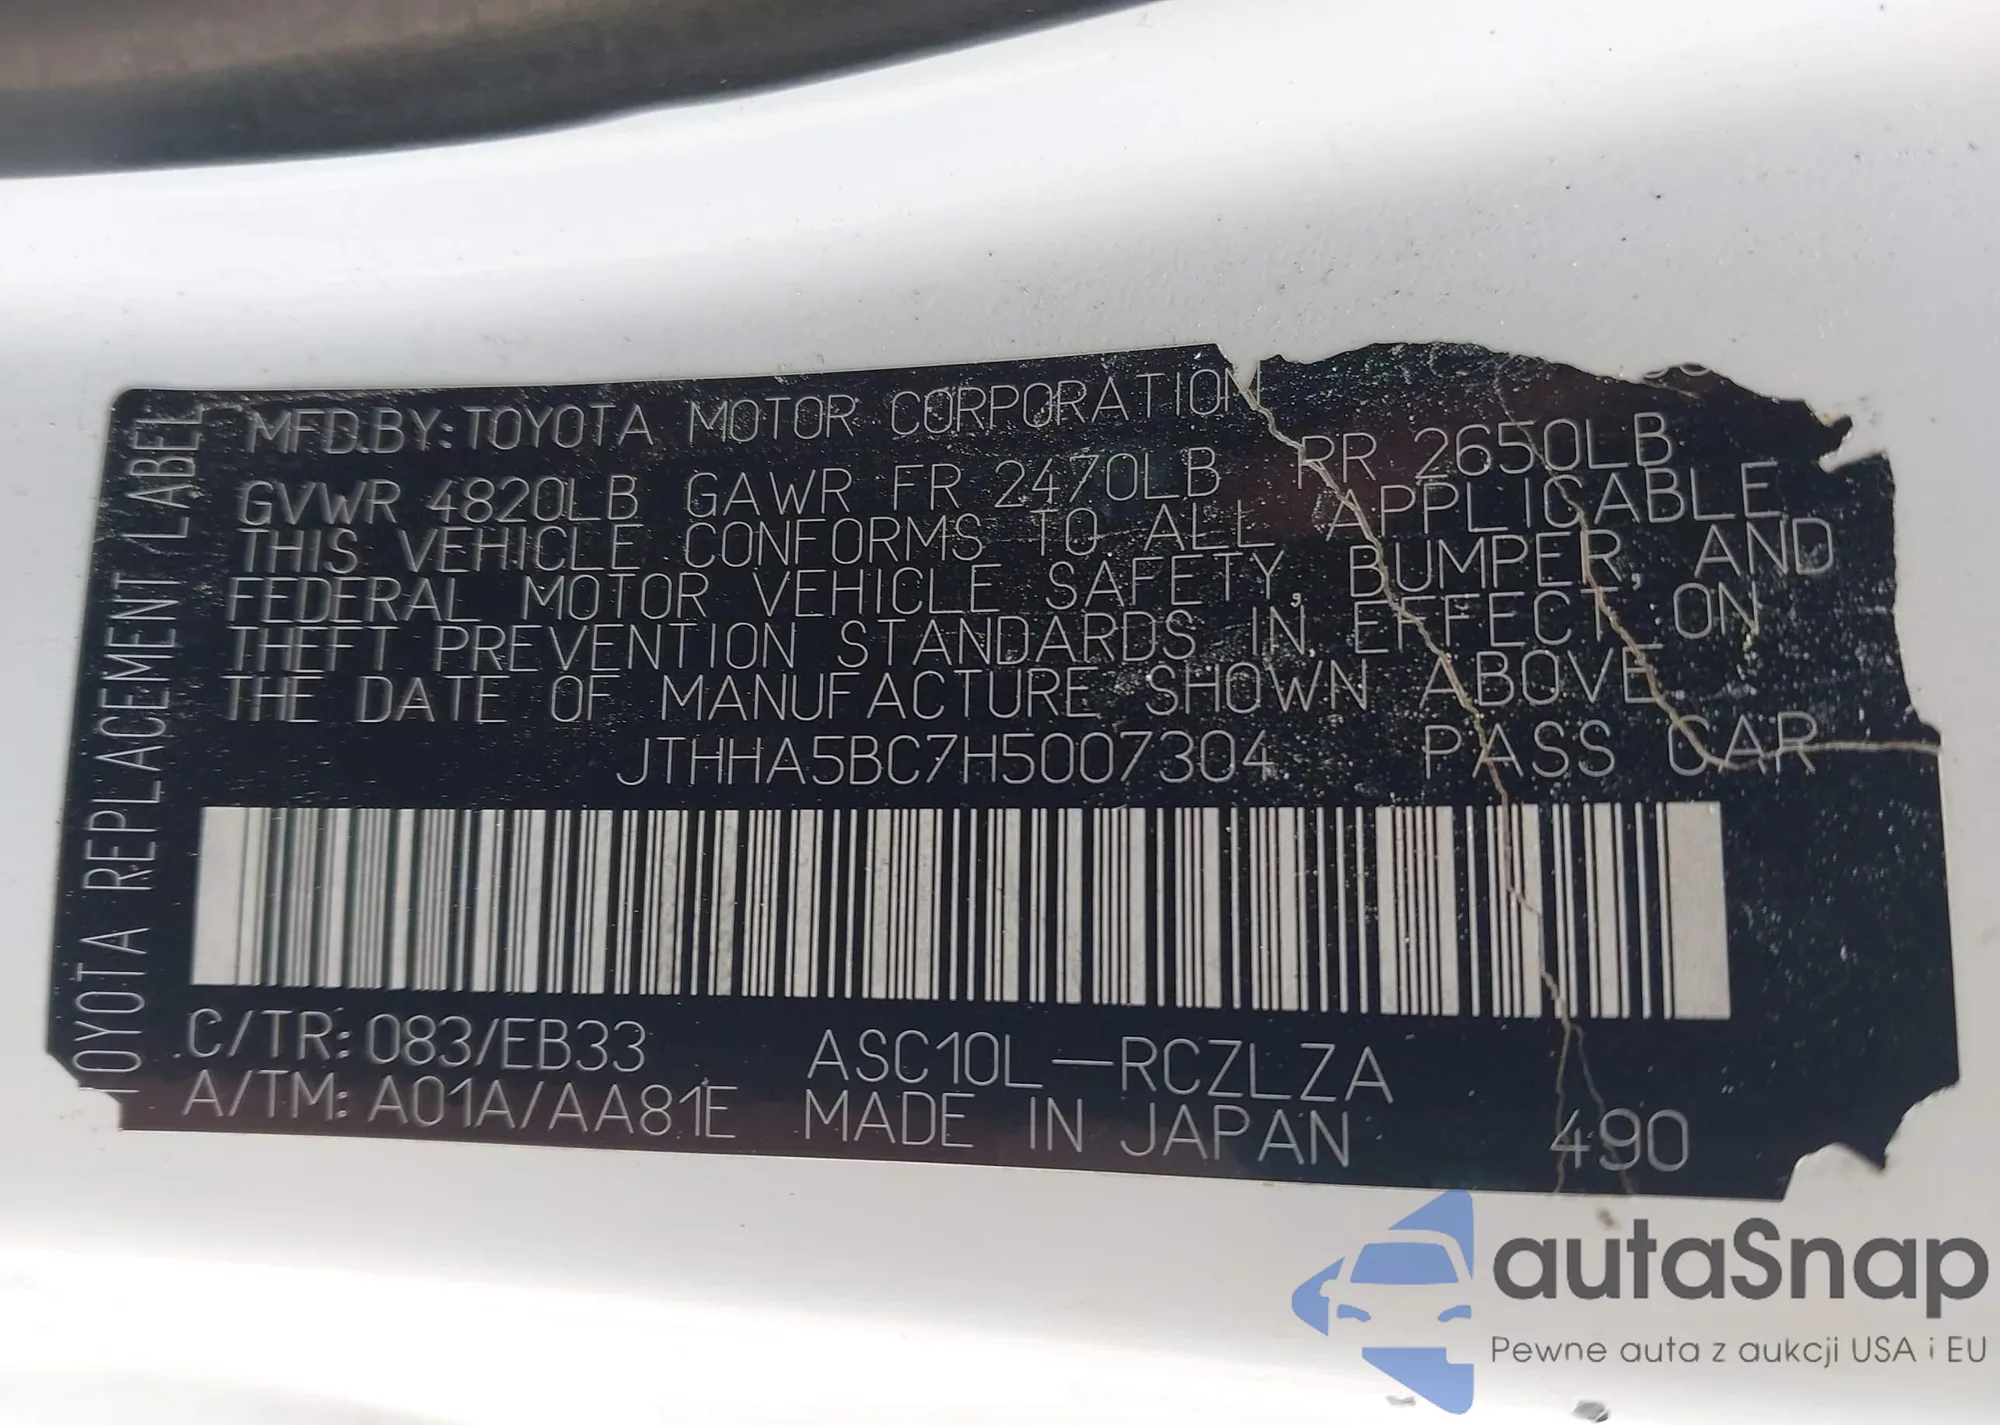 TOYOTA REPLACEMENT LABEL
MFD.BY: TOYOTA MOTOR CORPORATION
GVWR 4820LB GAWR FR 2470LB RR 2650LB
THIS VEHICLE CONFORMS TO ALL APPLICABLE
FEDERAL MOTOR VEHICLE SAFETY, BUMPER, AND
THEFT PREVENTION STANDARDS IN EFFECT ON
THE DATE OF MANUFACTURE SHOWN ABOVE.
JTHHA5BC7H5007304 PASS CAR
C/TR: 083/EB33 ASC10L-RCZLZA
A/TM: A01A/AA81E MADE IN JAPAN 490
autaSnap
Pewne auta z aukcji USA i EU